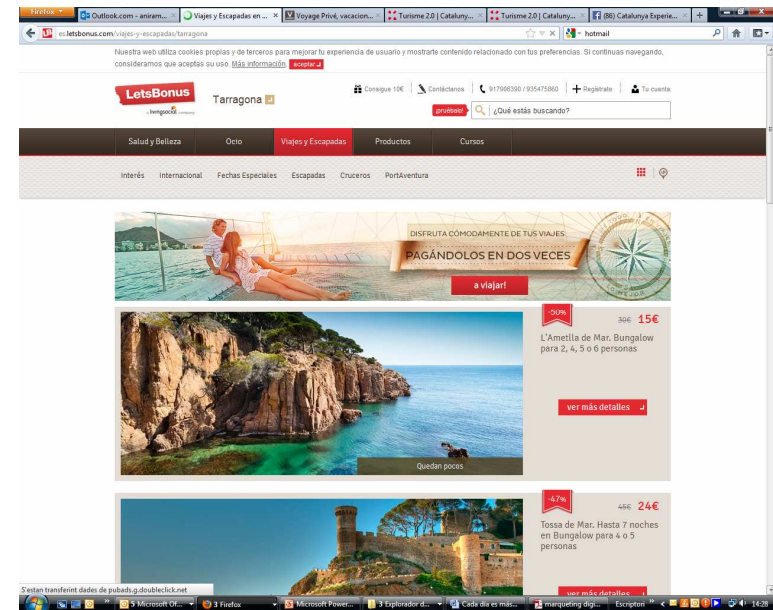 Firefox
Outlook.com - aniram...
Viajes y Escapadas en ...
Voyage Privé, vacacion...
Turisme 2.0 | Cataluny...
Turisme 2.0 | Cataluny...
(86) Catalunya Experie...
es.letsbonus.com/viajes-y-escapadas/tarragona
hotmail
Nuestra web utiliza cookies propias y de terceros para mejorar tu experiencia de usuario y mostrarte contenido relacionado con tus preferencias. Si continuas navegando,
consideramos que aceptas su uso. Más información. aceptar
LetsBonus
a livingsocial company
Tarragona
Consigue 10€
Contáctanos
917906390 / 935475860
Regístrate
Tu cuenta
¡pruébalo!
¿Qué estás buscando?
Salud y Belleza
Ocio
Viajes y Escapadas
Productos
Cursos
Interés
Internacional
Fechas Especiales
Escapadas
Cruceros
PortAventura
DISFRUTA CÓMODAMENTE DE TUS VIAJES
PAGÁNDOLOS EN DOS VECES
a viajar!
-50%
30€ 15€
L'Ametlla de Mar. Bungalow
para 2, 4, 5 o 6 personas
ver más detalles
Quedan pocos
-47%
45€ 24€
Tossa de Mar. Hasta 7 noches
en Bungalow para 4 o 5
personas
ver más detalles
S'estan transferint dades de pubads.g.doubleclick.net
5 Microsoft Of...
3 Firefox
Microsoft Power...
3 Explorador d...
Cada dia es más...
marqueting digi...
Escriptori
14:28